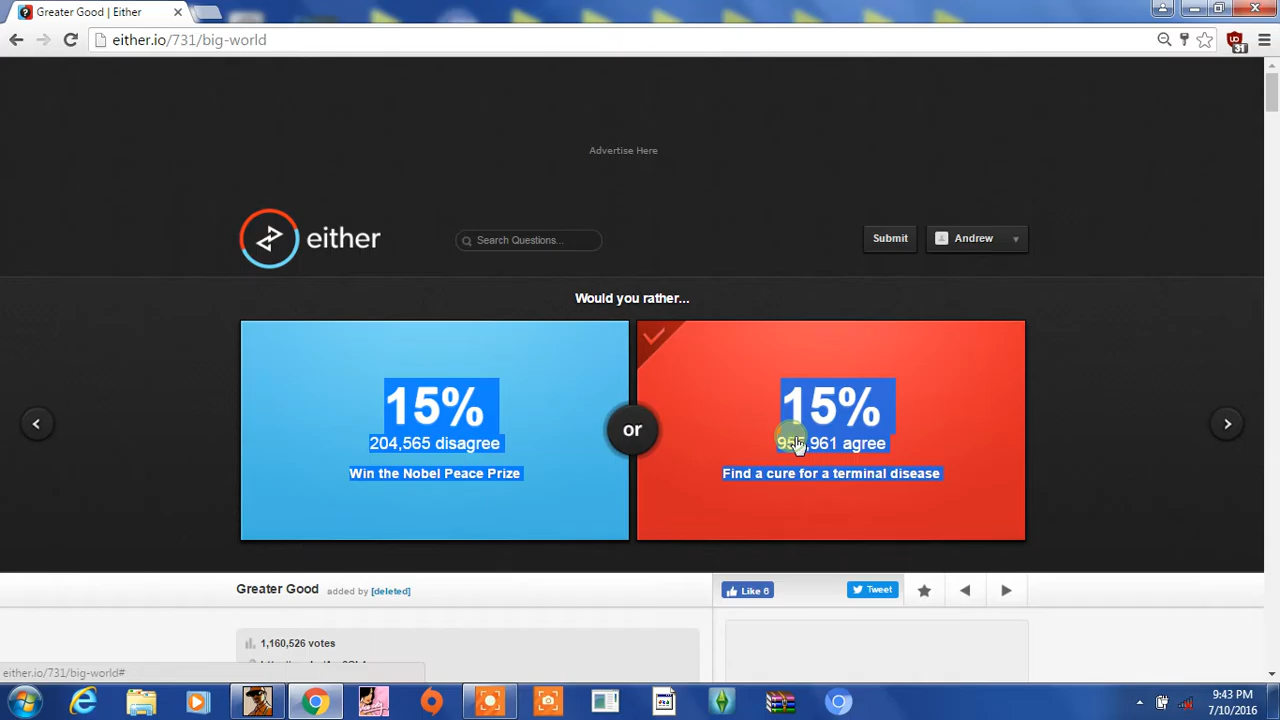 Greater Good | Either
either.io/731/big-world
31
Advertise Here
either
Search Questions...
Submit
Andrew
Would you rather...
15%
204,565 disagree
Win the Nobel Peace Prize
or
15%
955,961 agree
Find a cure for a terminal disease
Greater Good added by [deleted]
Like 6
Tweet
1,160,526 votes
either.io/731/big-world#
9:43 PM
7/10/2016